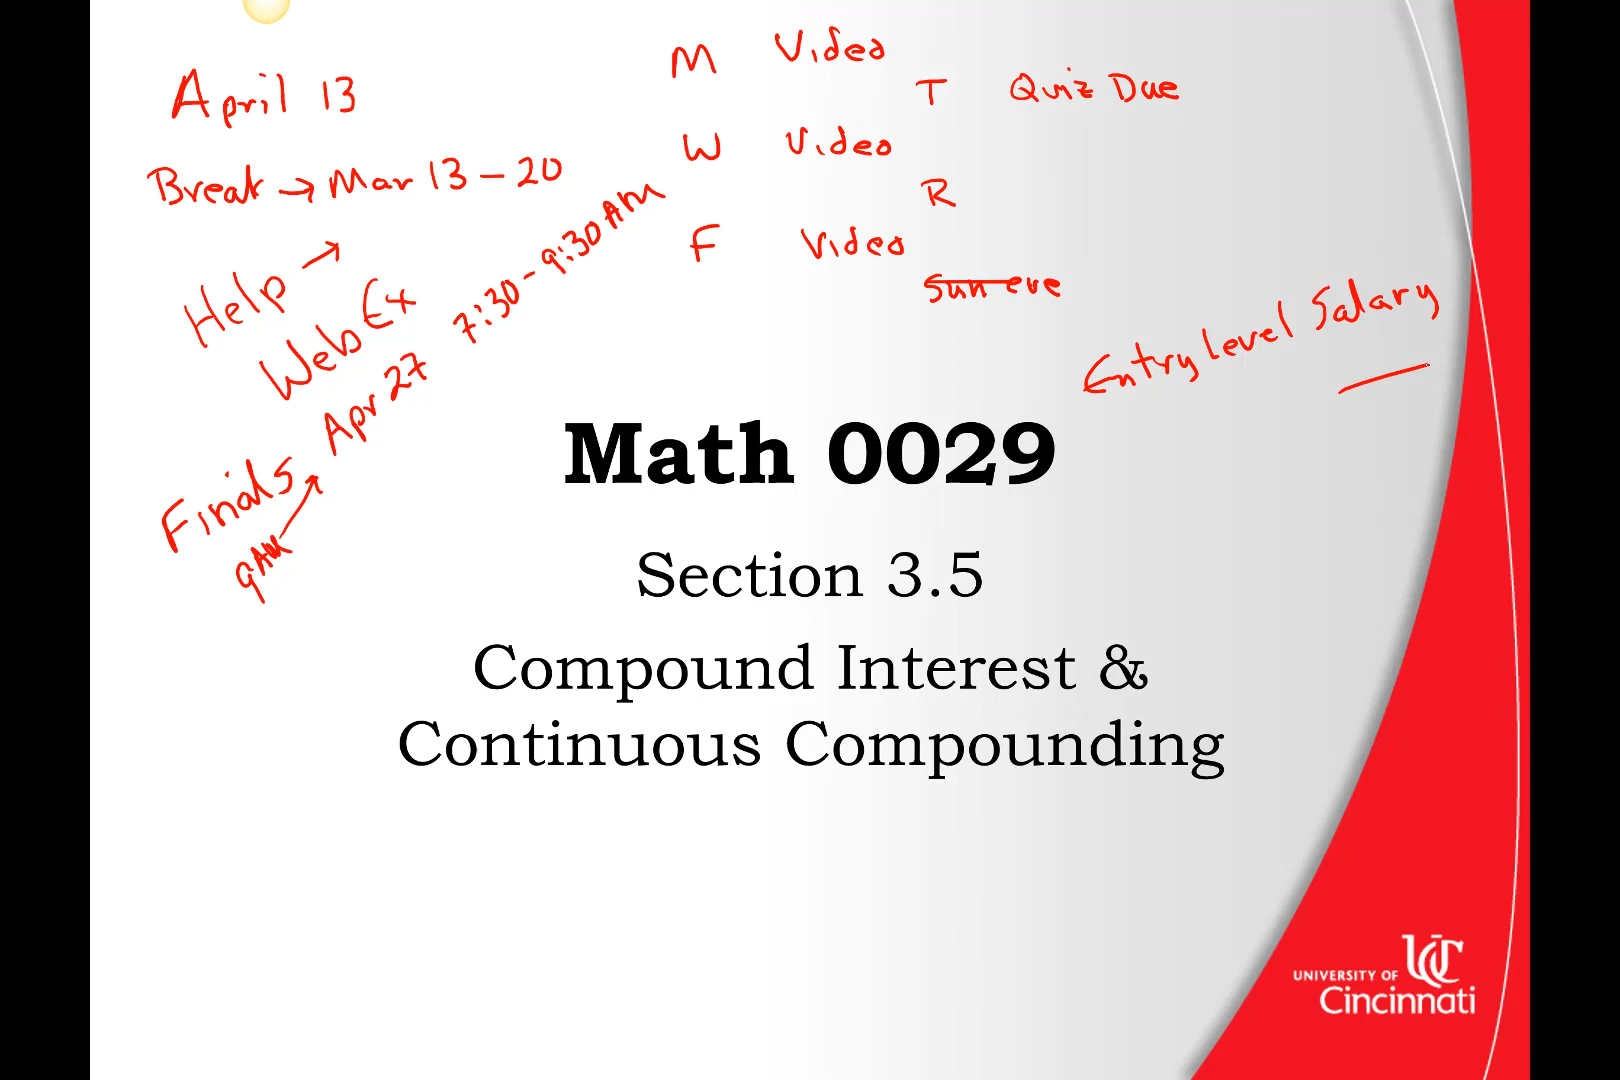 April 13
Break → Mar 13 - 20
Help →
WebEx
Finals Apr 27 7:30 - 9:30 AM
9AM
M Video
T Quiz Due
W Video
R
F Video
Sun eve
Entry level Salary
Math 0029
Section 3.5
Compound Interest &
Continuous Compounding
UNIVERSITY OF
Cincinnati
UC